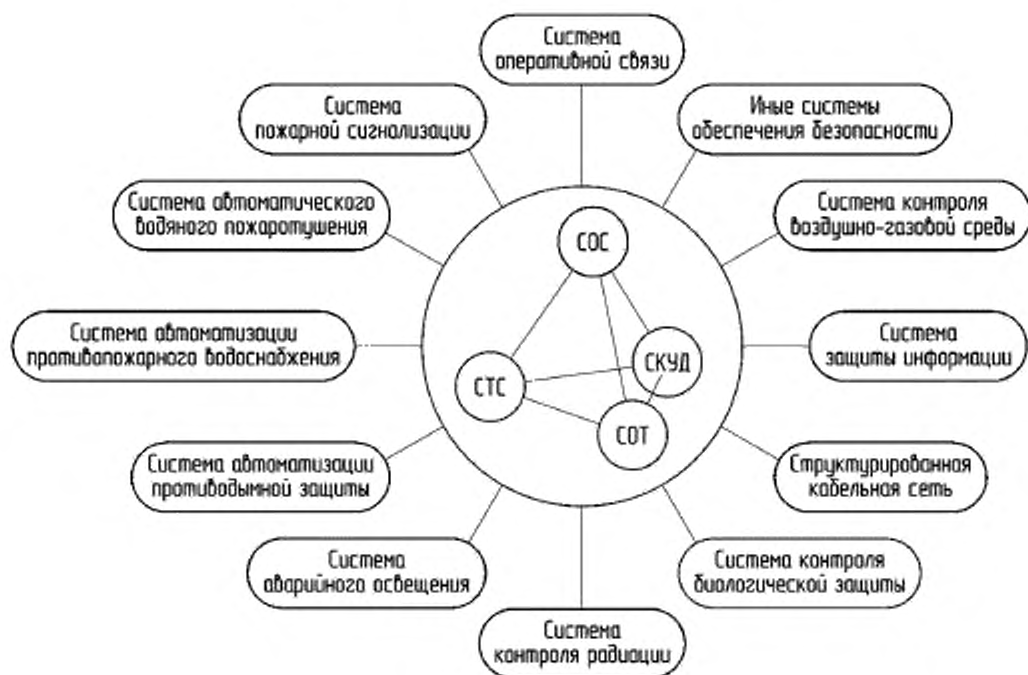 Система
оперативной связи
Система
пожарной сигнализации
Иные системы
обеспечения безопасности
Система автоматического
водяного пожаротушения
Система контроля
воздушно-газовой среды
СОС
Система автоматизации
противапожарного водоснабжения
Система
защиты информации
СКУД
СТС
СОТ
Система автоматизации
противодымной защиты
Структурированная
кабельная сеть
Система
аварийного освещения
Система контроля
биологической защиты
Система
контроля радиации